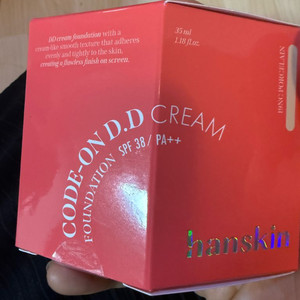 DD cream foundation with a
cream-like smooth texture that adheres
evenly and tightly to the skin,
creating a flawless finish on screen.
35 ml
1.18 fl.oz.
CODE-ON D.D CREAM
FOUNDATION SPF 38 / PA++
hanskin